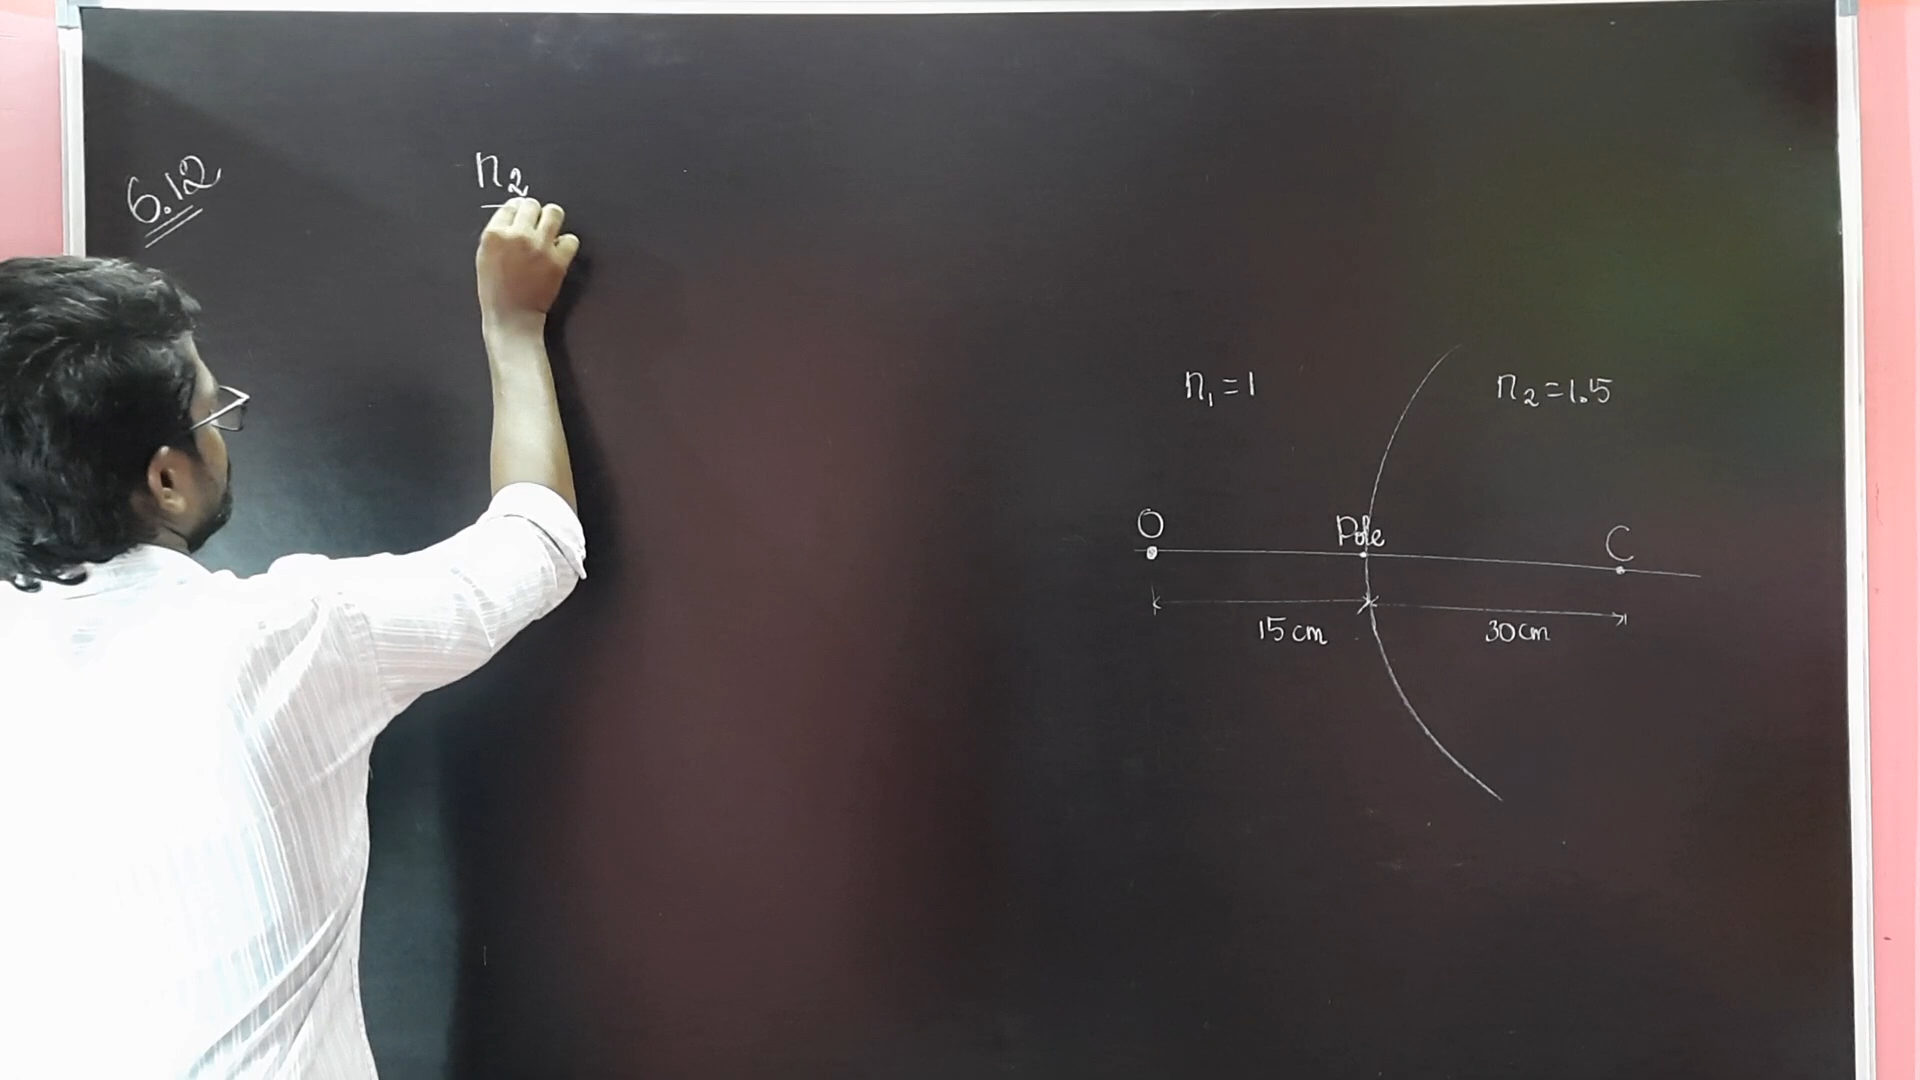 6.12
n₂
n₁ = 1
n₂ = 1.5
O
Pole
C
15 cm
30 cm